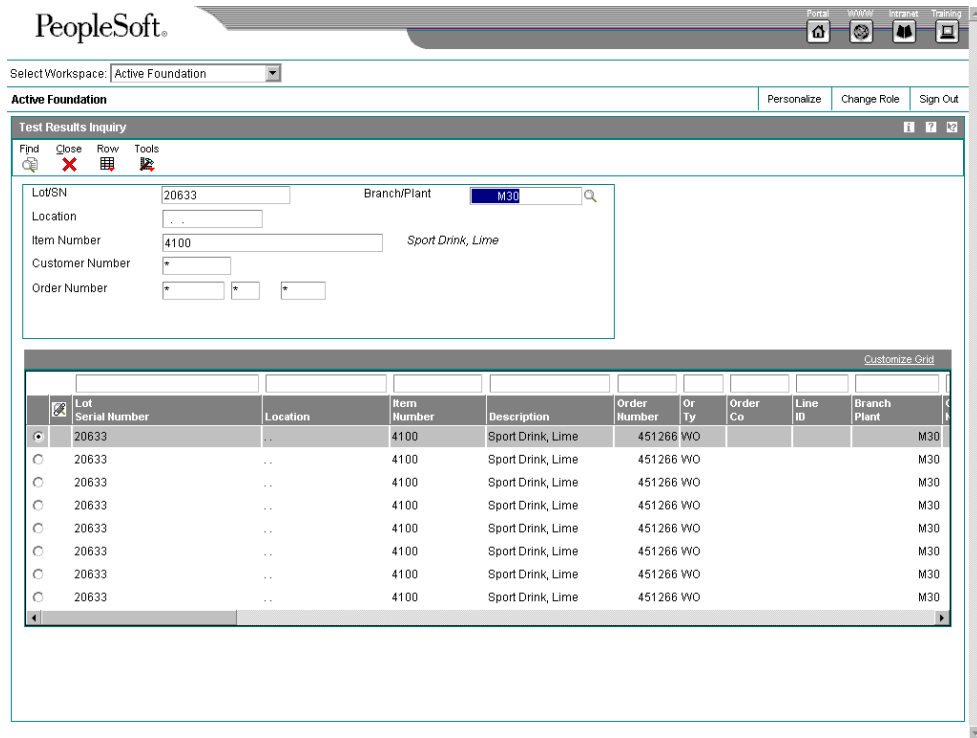 Portal WWW Intranet Training
PeopleSoft®
Select Workspace: Active Foundation
Active Foundation Personalize Change Role Sign Out
Test Results Inquiry
Find Close Row Tools
Lot/SN 20633 Branch/Plant M30
Location . .
Item Number 4100 Sport Drink, Lime
Customer Number *
Order Number * * *
Customize Grid
Lot Serial Number Location Item Number Description Order Number Or Ty Order Co Line ID Branch Plant
20633 . . 4100 Sport Drink, Lime 451266 WO M30
20633 . . 4100 Sport Drink, Lime 451266 WO M30
20633 . . 4100 Sport Drink, Lime 451266 WO M30
20633 . . 4100 Sport Drink, Lime 451266 WO M30
20633 . . 4100 Sport Drink, Lime 451266 WO M30
20633 . . 4100 Sport Drink, Lime 451266 WO M30
20633 . . 4100 Sport Drink, Lime 451266 WO M30
20633 . . 4100 Sport Drink, Lime 451266 WO M30